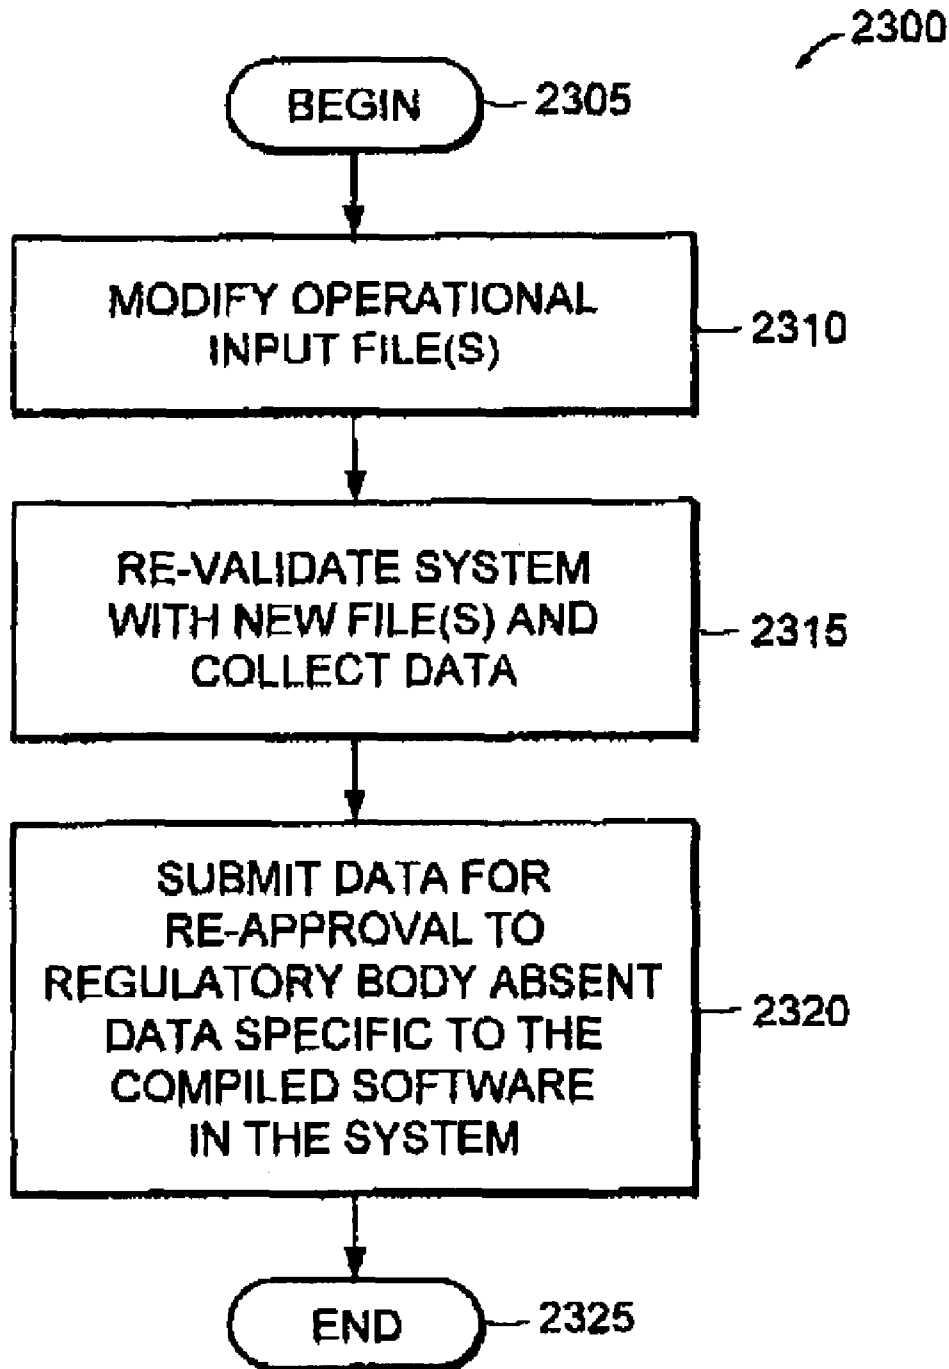 2300
BEGIN
2305
MODIFY OPERATIONAL
INPUT FILE(S)
2310
RE-VALIDATE SYSTEM
WITH NEW FILE(S) AND
COLLECT DATA
2315
SUBMIT DATA FOR
RE-APPROVAL TO
REGULATORY BODY ABSENT
DATA SPECIFIC TO THE
COMPILED SOFTWARE
IN THE SYSTEM
2320
END
2325